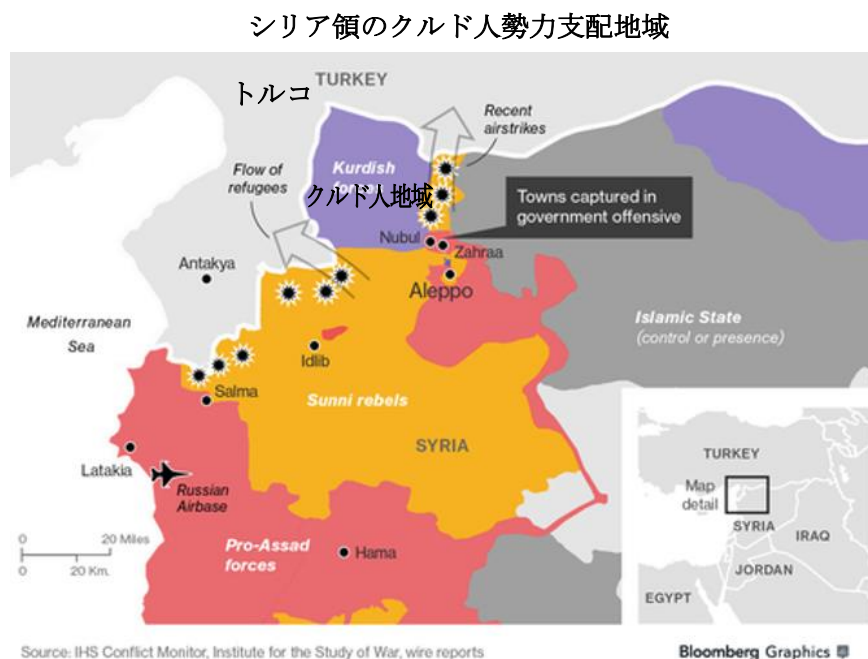 シリア領のクルド人勢力支配地域
TURKEY
トルコ
Recent
airstrikes
Kurdish
Flow of
refugees
クルド人地域
Towns captured in
government offensive
Nubul
Zahraa
Antakya
Aleppo
Mediterranean
Sea
Islamic State
(control or presence)
Idlib
Salma
Sunni rebels
SYRIA
Latakia
Russian
Airbase
TURKEY
Map
detail
SYRIA
IRAQ
JORDAN
EGYPT
0 20 Miles
0 20 Km.
Pro-Assad
forces
Hama
Source: IHS Conflict Monitor, Institute for the Study of War, wire reports
Bloomberg Graphics